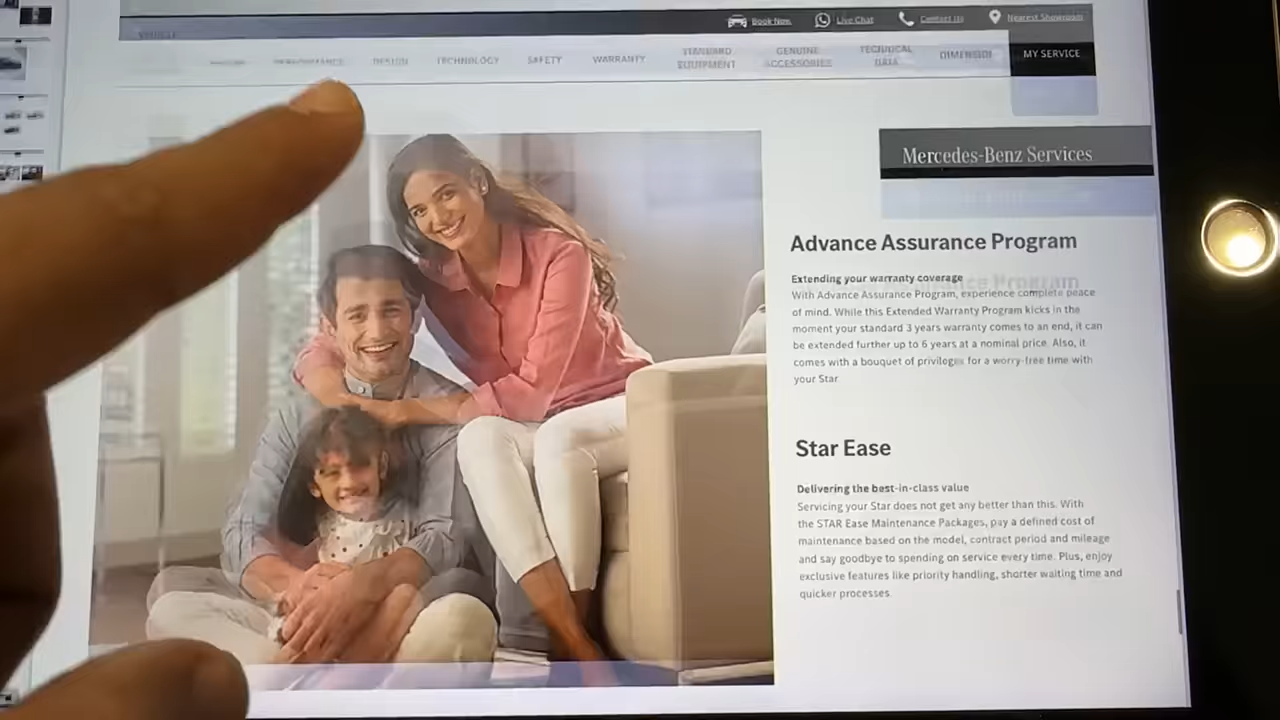 Book Now.
Live Chat
Contact Us
Nearest Showroom
DESIGN
TECHNOLOGY
SAFETY
WARRANTY
STANDARD
EQUIPMENT
GENUINE
ACCESSORIES
TECHNICAL
DATA
DIMENSION
MY SERVICE
Mercedes-Benz Services
Advance Assurance Program
Extending your warranty coverage
With Advance Assurance Program, experience complete peace
of mind. While this Extended Warranty Program kicks in the
moment your standard 3 years warranty comes to an end, it can
be extended further up to 6 years at a nominal price. Also, it
comes with a bouquet of privileges for a worry-free time with
your Star
Star Ease
Delivering the best-in-class value
Servicing your Star does not get any better than this. With
the STAR Ease Maintenance Packages, pay a defined cost of
maintenance based on the model, contract period and mileage
and say goodbye to spending on service every time. Plus, enjoy
exclusive features like priority handling, shorter waiting time and
quicker processes.